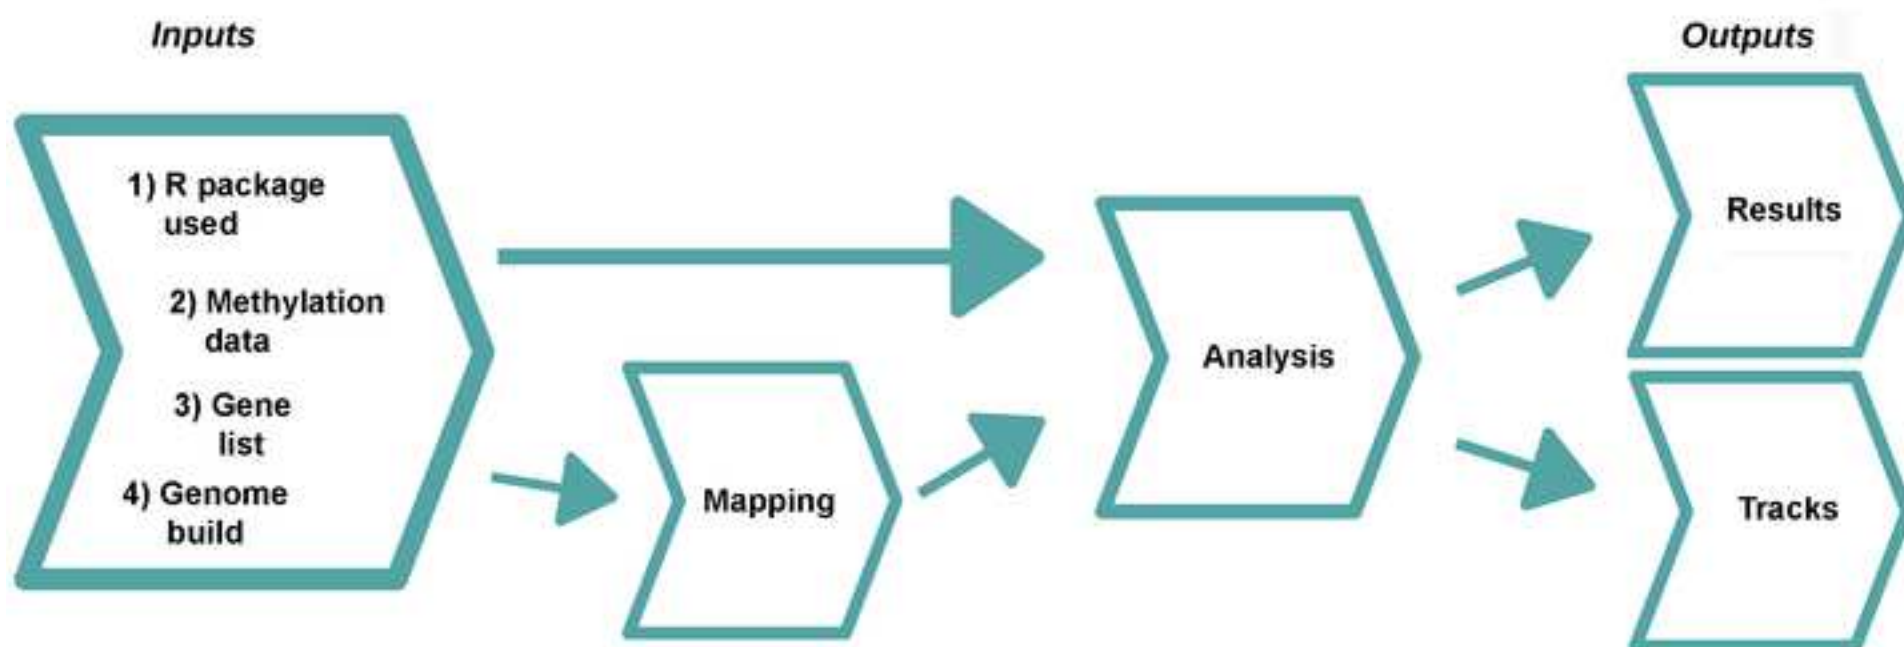 Inputs
Outputs
1) R package
used
2) Methylation
data
3) Gene
list
4) Genome
build
Mapping
Analysis
Results
Tracks